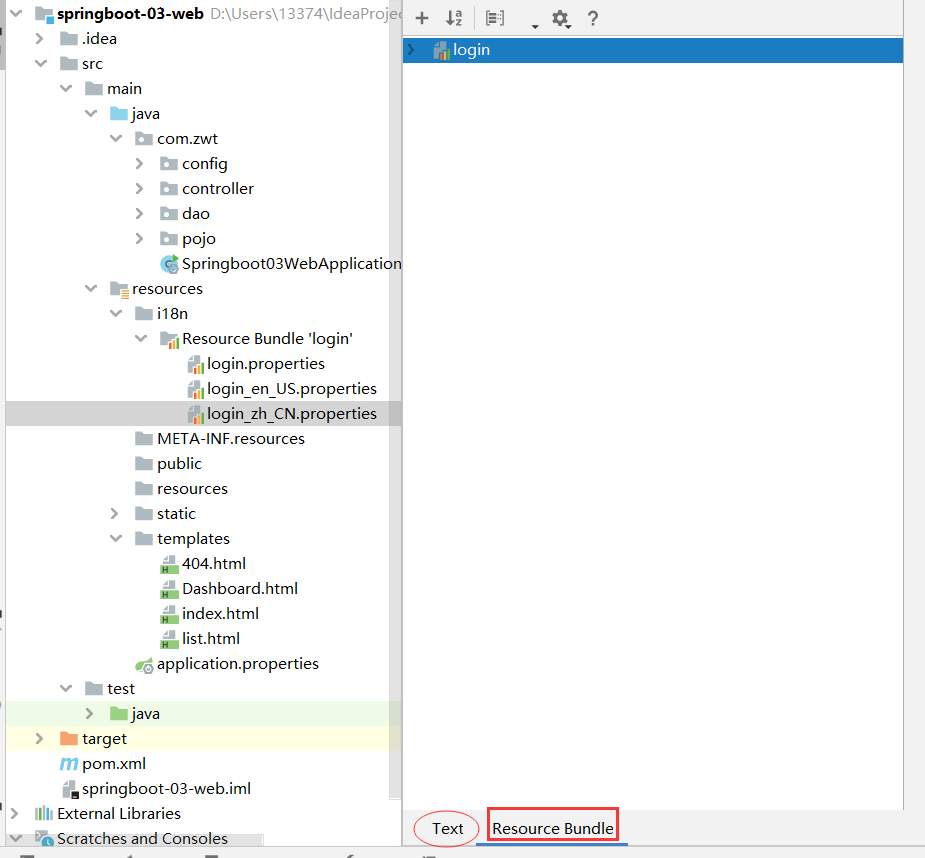 springboot-03-web D:\Users\13374\IdeaProjec
.idea
src
main
java
com.zwt
config
controller
dao
pojo
Springboot03WebApplication
resources
i18n
Resource Bundle 'login'
login.properties
login_en_US.properties
login_zh_CN.properties
META-INF.resources
public
resources
static
templates
404.html
Dashboard.html
index.html
list.html
application.properties
test
java
target
pom.xml
springboot-03-web.iml
External Libraries
Scratches and Consoles
login
Text
Resource Bundle